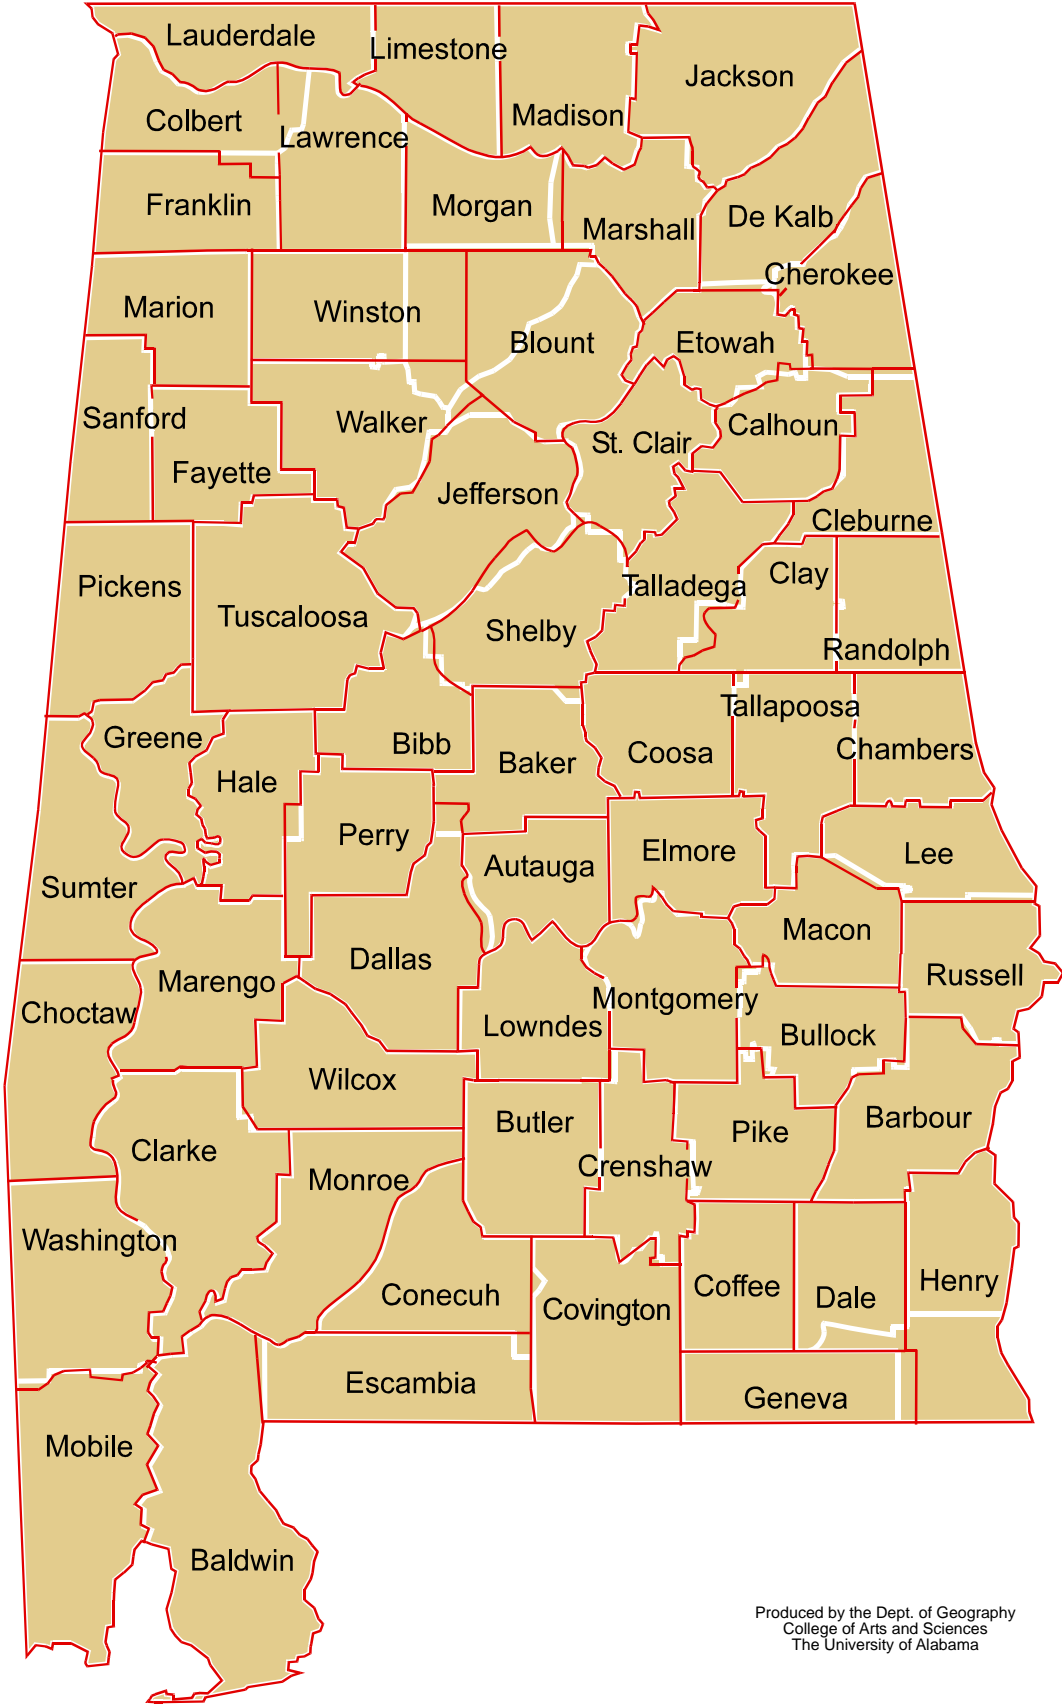 Lauderdale
Limestone
Jackson
Madison
Colbert
Lawrence
Franklin
Morgan
De Kalb
Marshall
Cherokee
Marion
Winston
Blount
Etowah
Sanford
Walker
Calhoun
St. Clair
Fayette
Jefferson
Cleburne
Clay
Pickens
Talladega
Tuscaloosa
Shelby
Randolph
Tallapoosa
Greene
Bibb
Coosa
Chambers
Baker
Hale
Perry
Elmore
Lee
Autauga
Sumter
Macon
Dallas
Russell
Marengo
Montgomery
Choctaw
Lowndes
Bullock
Wilcox
Barbour
Butler
Pike
Clarke
Crenshaw
Monroe
Washington
Henry
Coffee
Conecuh
Dale
Covington
Escambia
Geneva
Mobile
Baldwin
Produced by the Dept. of Geography
College of Arts and Sciences
The University of Alabama